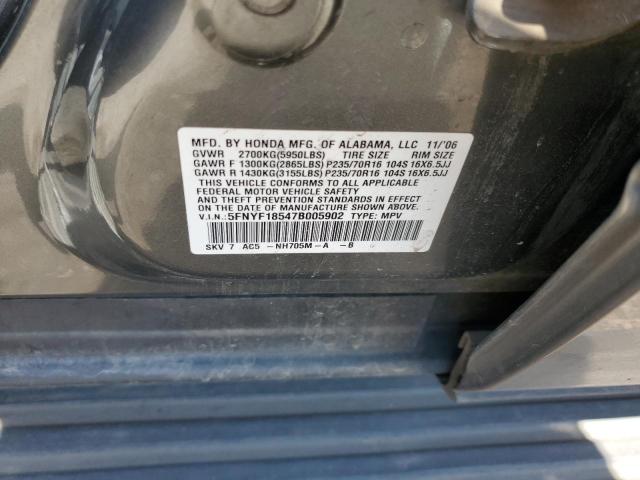 MFD. BY HONDA MFG. OF ALABAMA, LLC 11/'06
GVWR 2700KG(5950LBS) TIRE SIZE RIM SIZE
GAWR F 1300KG(2865LBS) P235/70R16 104S 16X6.5JJ
GAWR R 1430KG(3155LBS) P235/70R16 104S 16X6.5JJ
THIS VEHICLE CONFORMS TO ALL APPLICABLE
FEDERAL MOTOR VEHICLE SAFETY
AND THEFT PREVENTION STANDARDS IN EFFECT
ON THE DATE OF MANUFACTURE SHOWN ABOVE.
V.I.N.:5FNYF18547B005902 TYPE: MPV
SKV 7 AC5 -NH705M-A -B